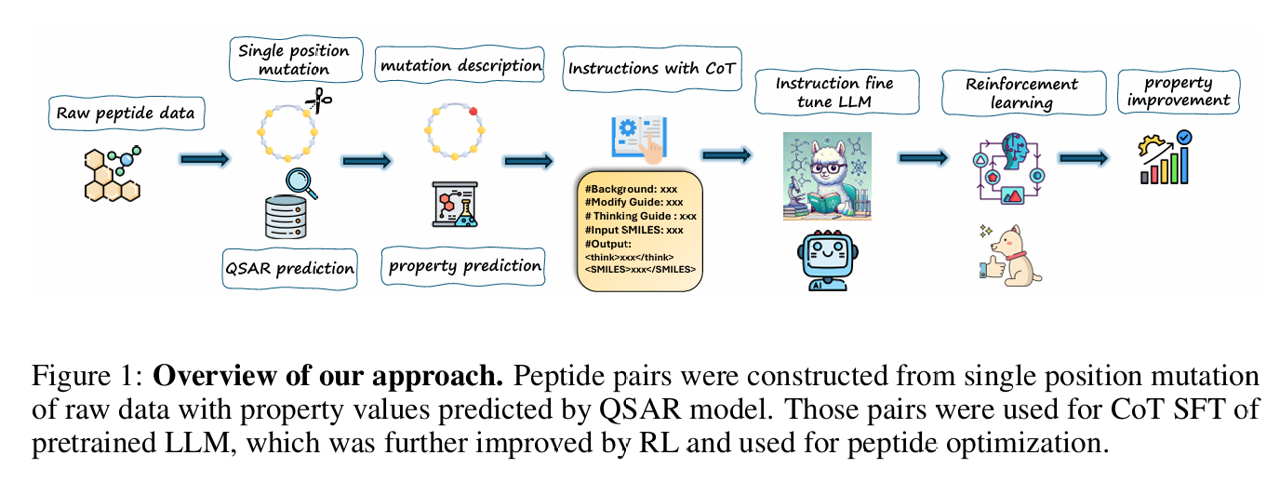 Raw peptide data
Single position
mutation
QSAR prediction
mutation description
property prediction
Instructions with CoT
#Background: xxx
#Modify Guide: xxx
# Thinking Guide : xxx
#Input SMILES: xxx
#Output:
<think>xxx</think>
<SMILES>xxx</SMILES>
Instruction fine
tune LLM
AI
Reinforcement
learning
property
improvement
Figure 1: Overview of our approach. Peptide pairs were constructed from single position mutation
of raw data with property values predicted by QSAR model. Those pairs were used for CoT SFT of
pretrained LLM, which was further improved by RL and used for peptide optimization.